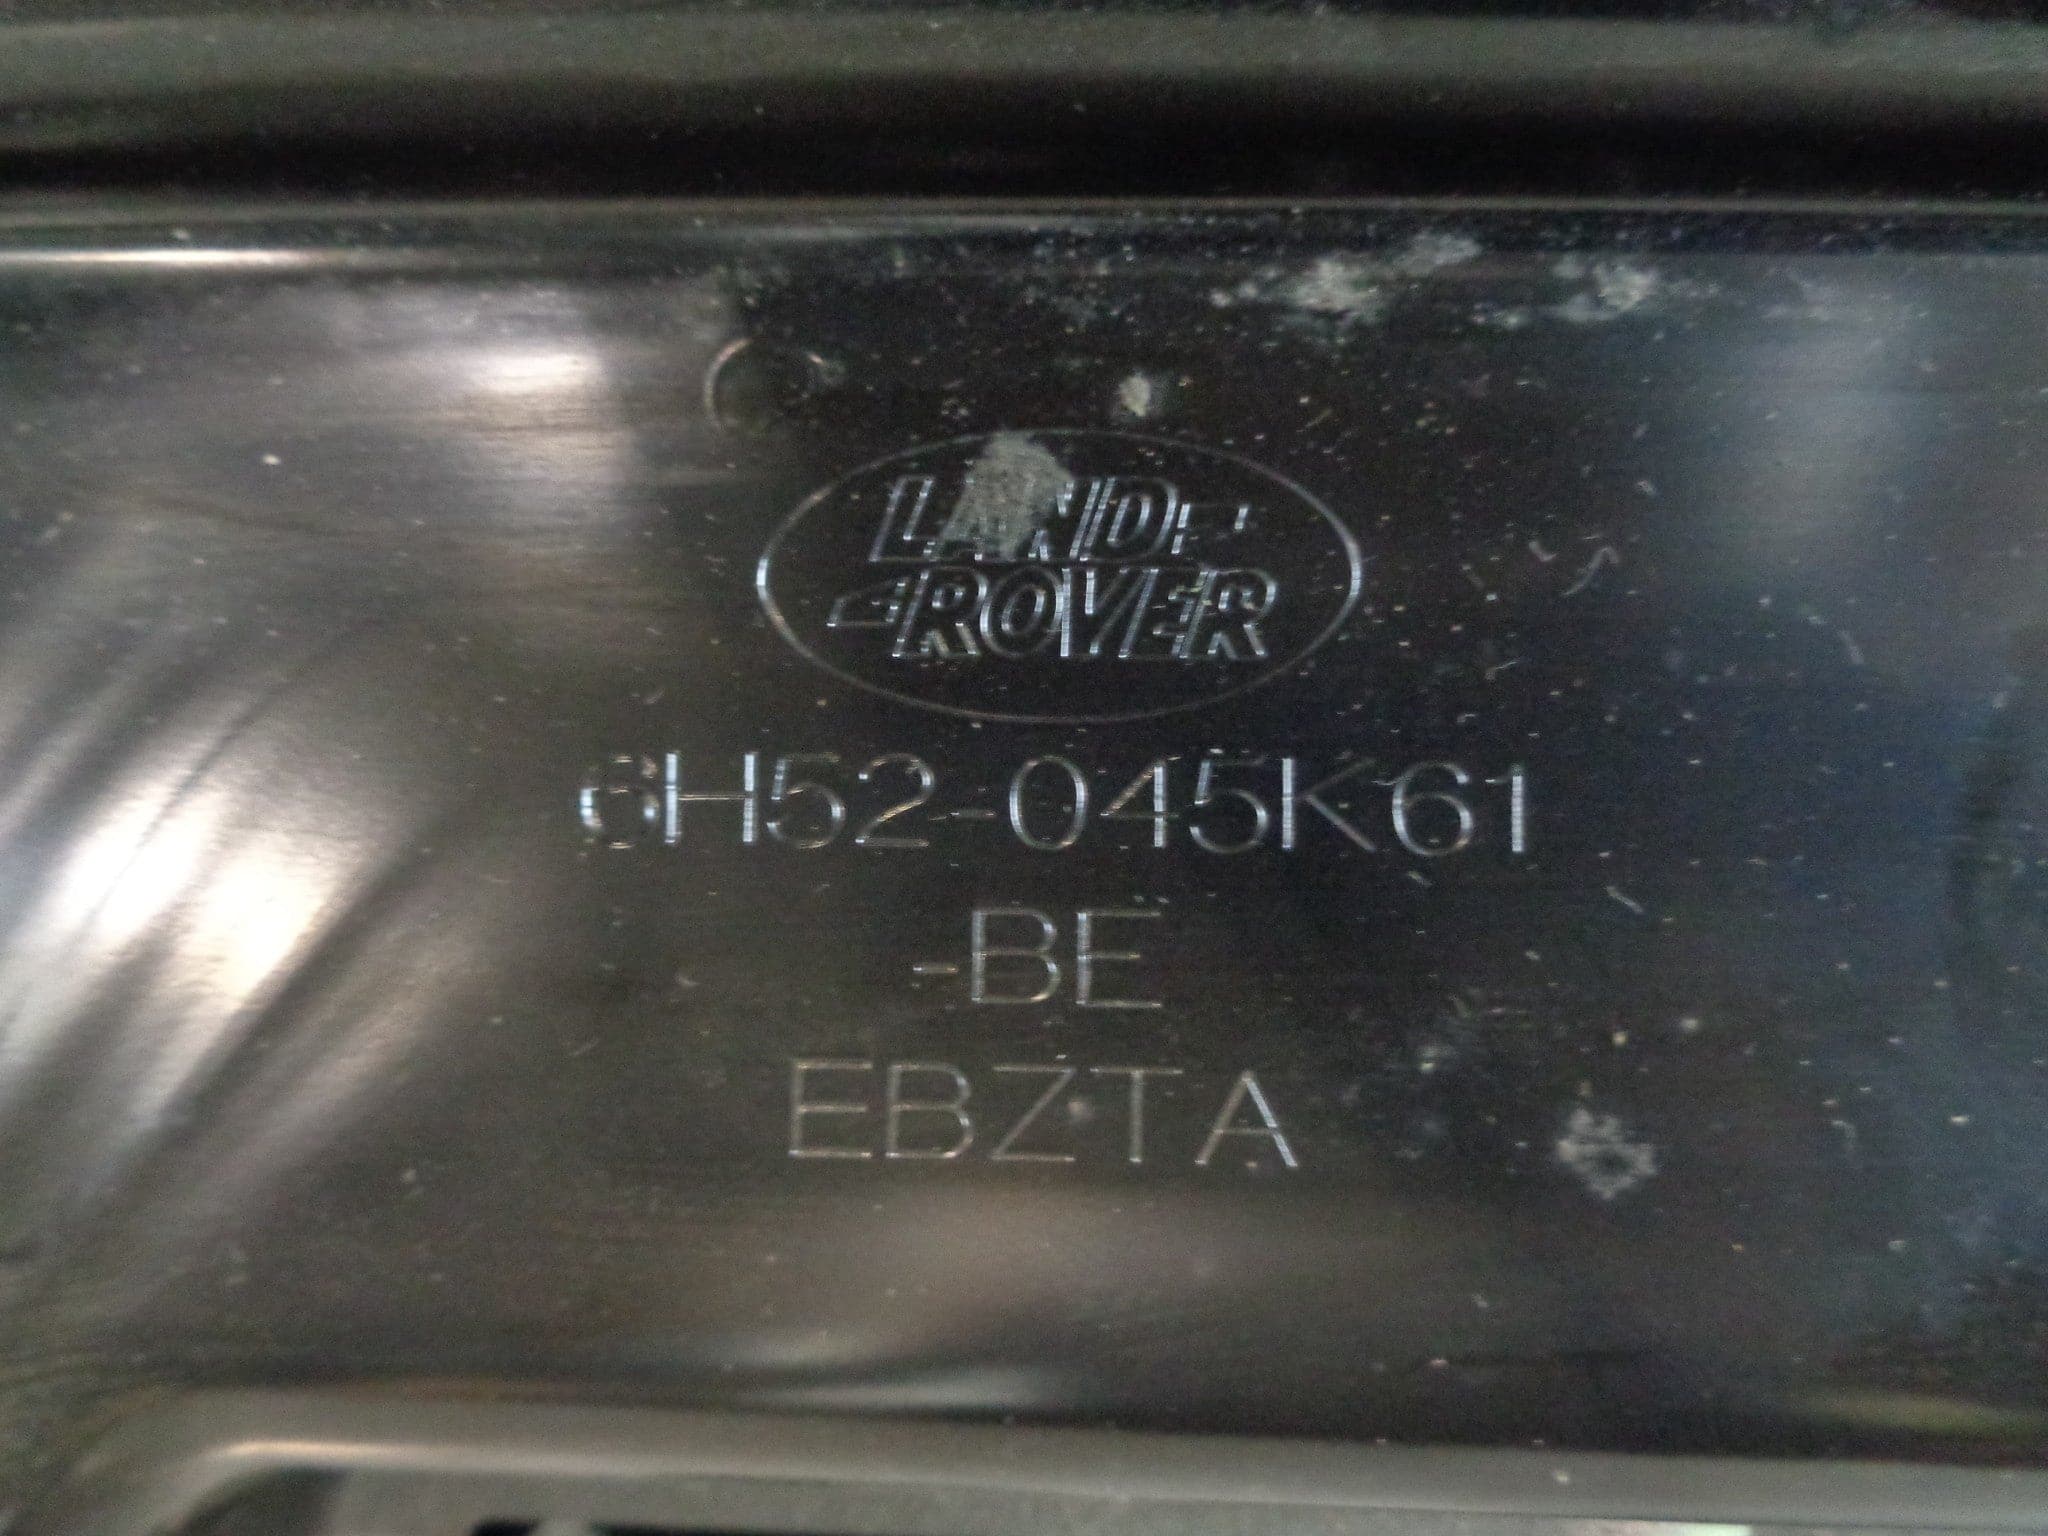 LAND
ROVER
6H52-045K61
-BE
EBZTA